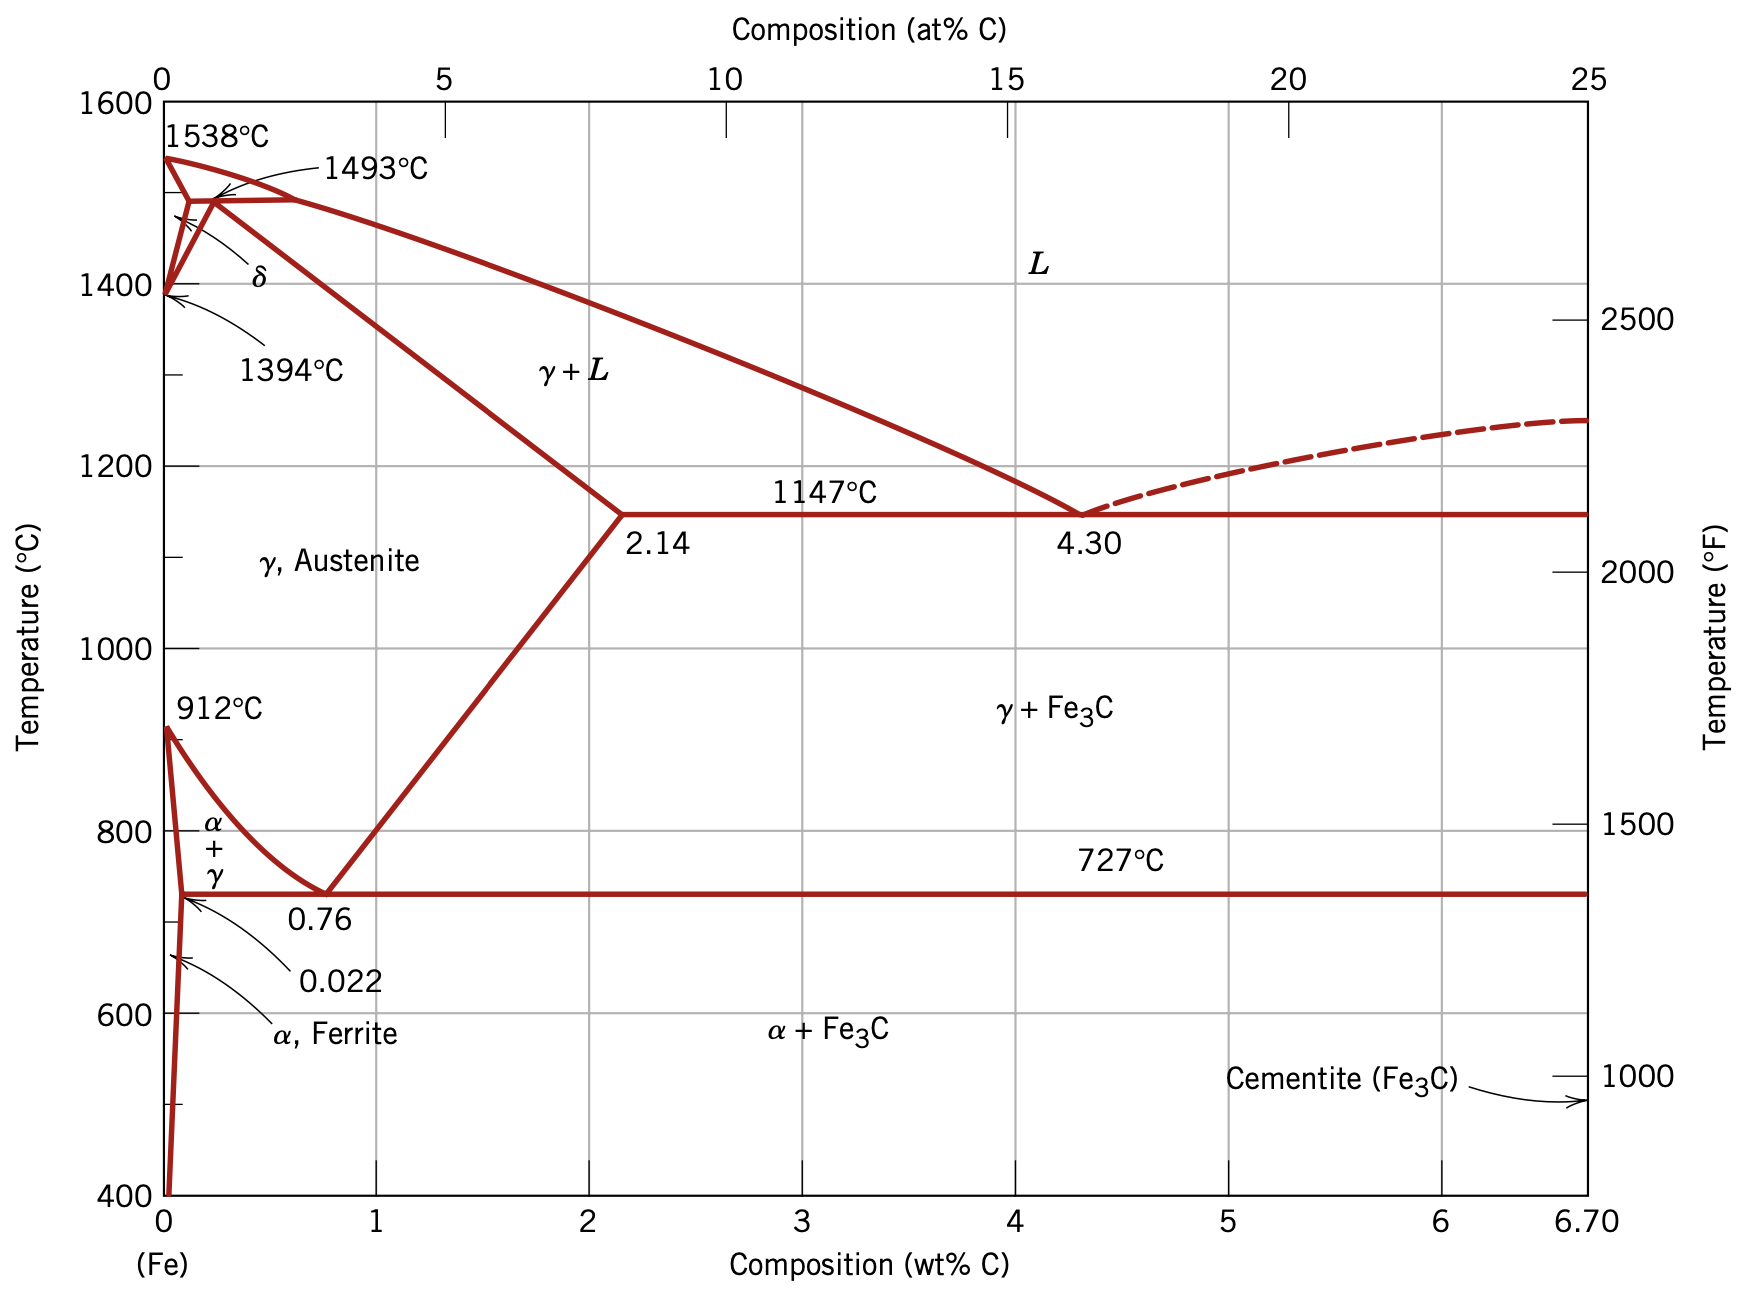 Composition (at% C)
0 5 10 15 20 25
1600
1538°C
1493°C
L
δ
1400
2500
1394°C
γ + L
1200
1147°C
2.14
4.30
γ, Austenite
2000
Temperature (°C)
Temperature (°F)
1000
912°C
γ + Fe3C
800
α
+
γ
1500
727°C
0.76
0.022
600
α, Ferrite
α + Fe3C
Cementite (Fe3C)
1000
400
0 1 2 3 4 5 6 6.70
(Fe)
Composition (wt% C)